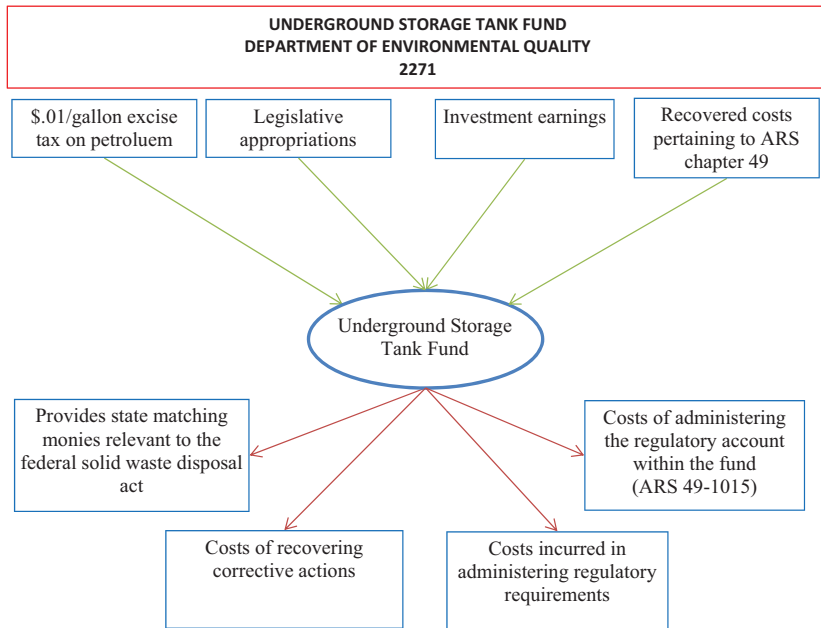 UNDERGROUND STORAGE TANK FUND
DEPARTMENT OF ENVIRONMENTAL QUALITY
2271
$.01/gallon excise
tax on petroluem
Legislative
appropriations
Investment earnings
Recovered costs
pertaining to ARS
chapter 49
Underground Storage
Tank Fund
Provides state matching
monies relevant to the
federal solid waste disposal
act
Costs of administering
the regulatory account
within the fund
(ARS 49-1015)
Costs of recovering
corrective actions
Costs incurred in
administering regulatory
requirements